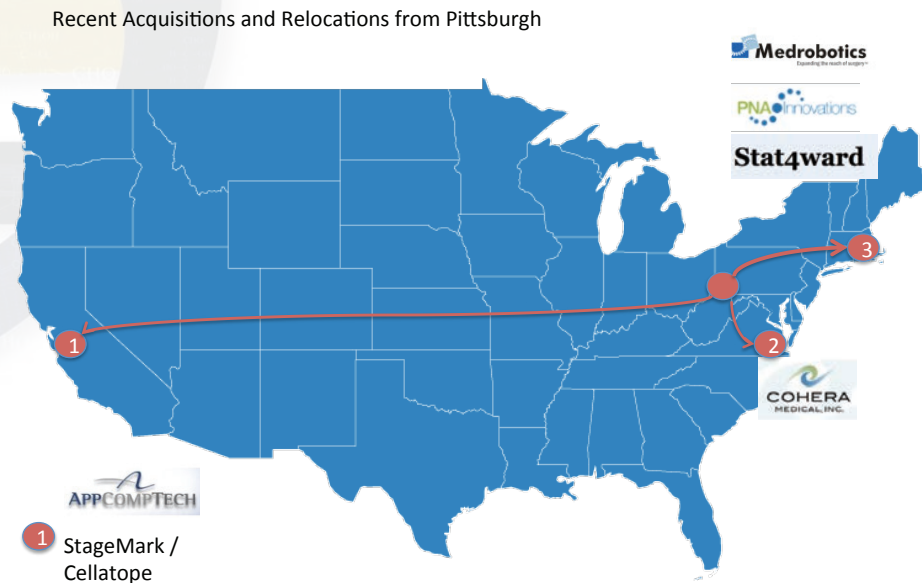 Recent Acquisitions and Relocations from Pittsburgh
Medrobotics
Expanding the reach of surgery™
PNA Innovations
Stat4ward
3
1
2
COHERA
MEDICAL, INC.
APPCOMPTECH
1
StageMark /
Cellatope